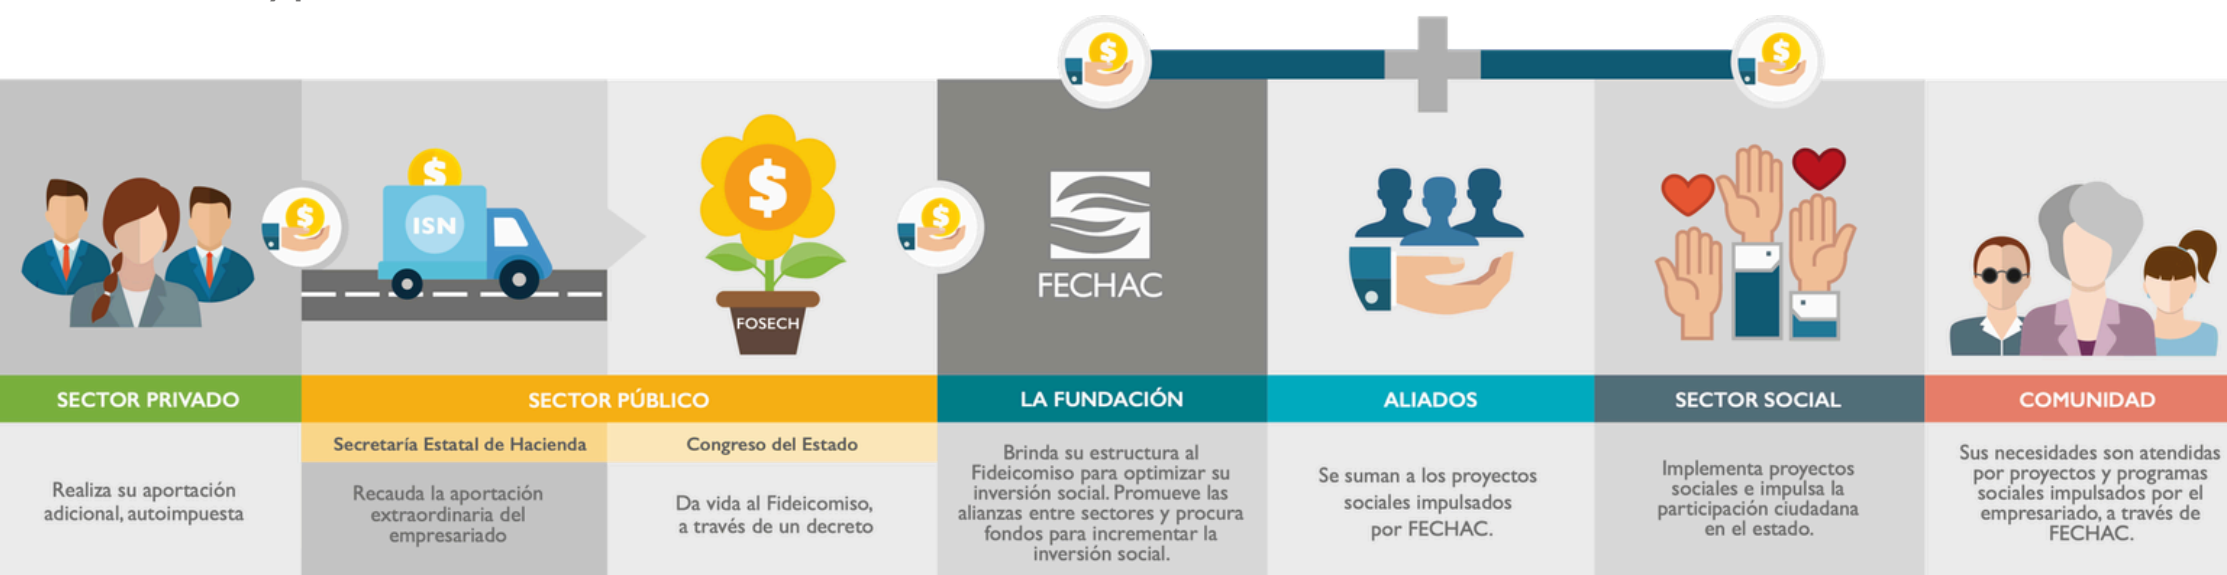 $
$
$
ISN
$
$
FOSECH
$
FECHAC
$
SECTOR PRIVADO
Realiza su aportación
adicional, autoimpuesta
SECTOR PÚBLICO
Secretaría Estatal de Hacienda
Recauda la aportación
extraordinaria del
empresariado
Congreso del Estado
Da vida al Fideicomiso,
a través de un decreto
LA FUNDACIÓN
Brinda su estructura al
Fideicomiso para optimizar su
inversión social. Promueve las
alianzas entre sectores y procura
fondos para incrementar la
inversión social.
ALIADOS
Se suman a los proyectos
sociales impulsados
por FECHAC.
SECTOR SOCIAL
Implementa proyectos
sociales e impulsa la
participación ciudadana
en el estado.
COMUNIDAD
Sus necesidades son atendidas
por proyectos y programas
sociales impulsados por el
empresariado, a través de
FECHAC.